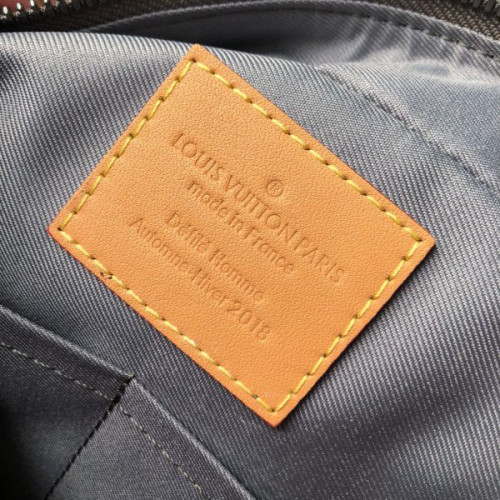 ®
LOUIS VUITTON PARIS
made in France
Défilé Homme
Automne-Hiver 2018